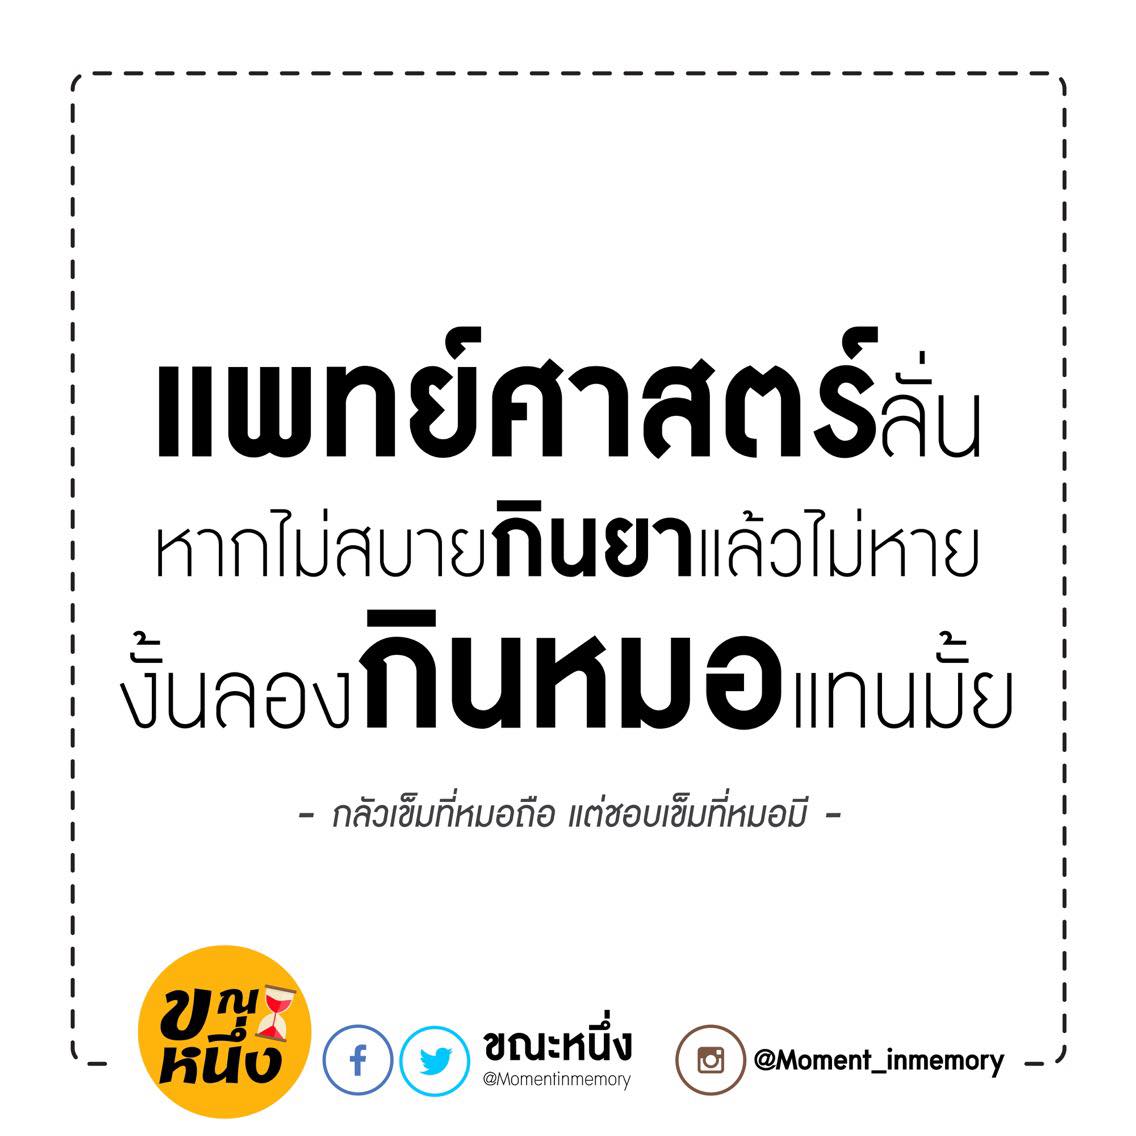 แพทย์ศาสตร์ลั่น
หากไม่สบายกินยาแล้วไม่หาย
งั้นลองกินหมอแทนมั้ย
- กลัวเข็มที่หมอถือ แต่ชอบเข็มที่หมอมี -
ขณะ
หนึ่ง
ขณะหนึ่ง
@Momentinmemory
@Moment_inmemory